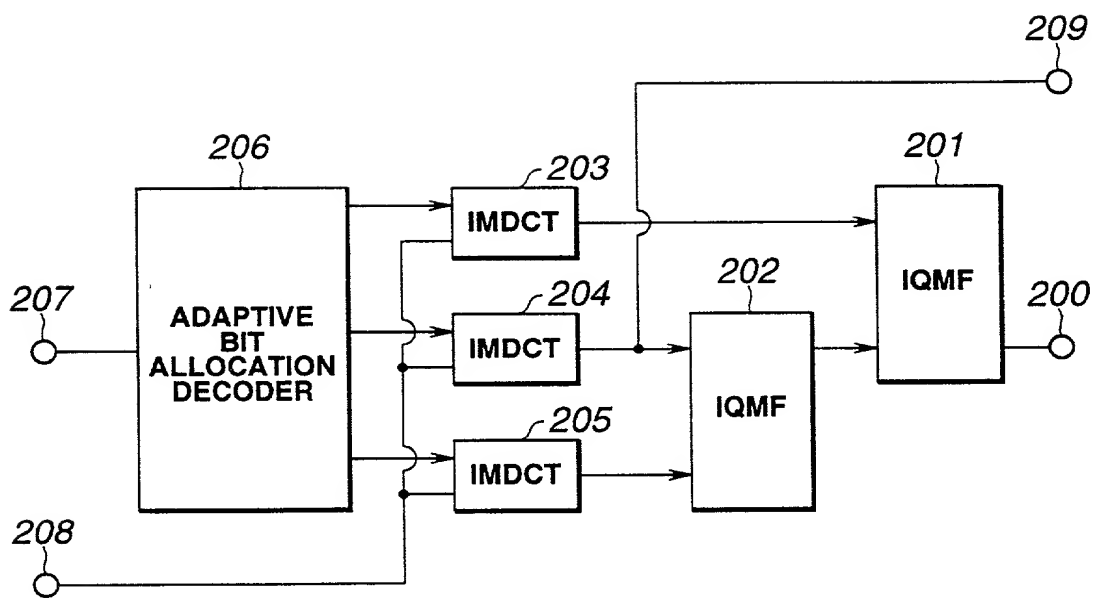 209
206
203
201
IMDCT
202
IQMF
207
204
200
ADAPTIVE
BIT
ALLOCATION
DECODER
IMDCT
IQMF
205
IMDCT
208